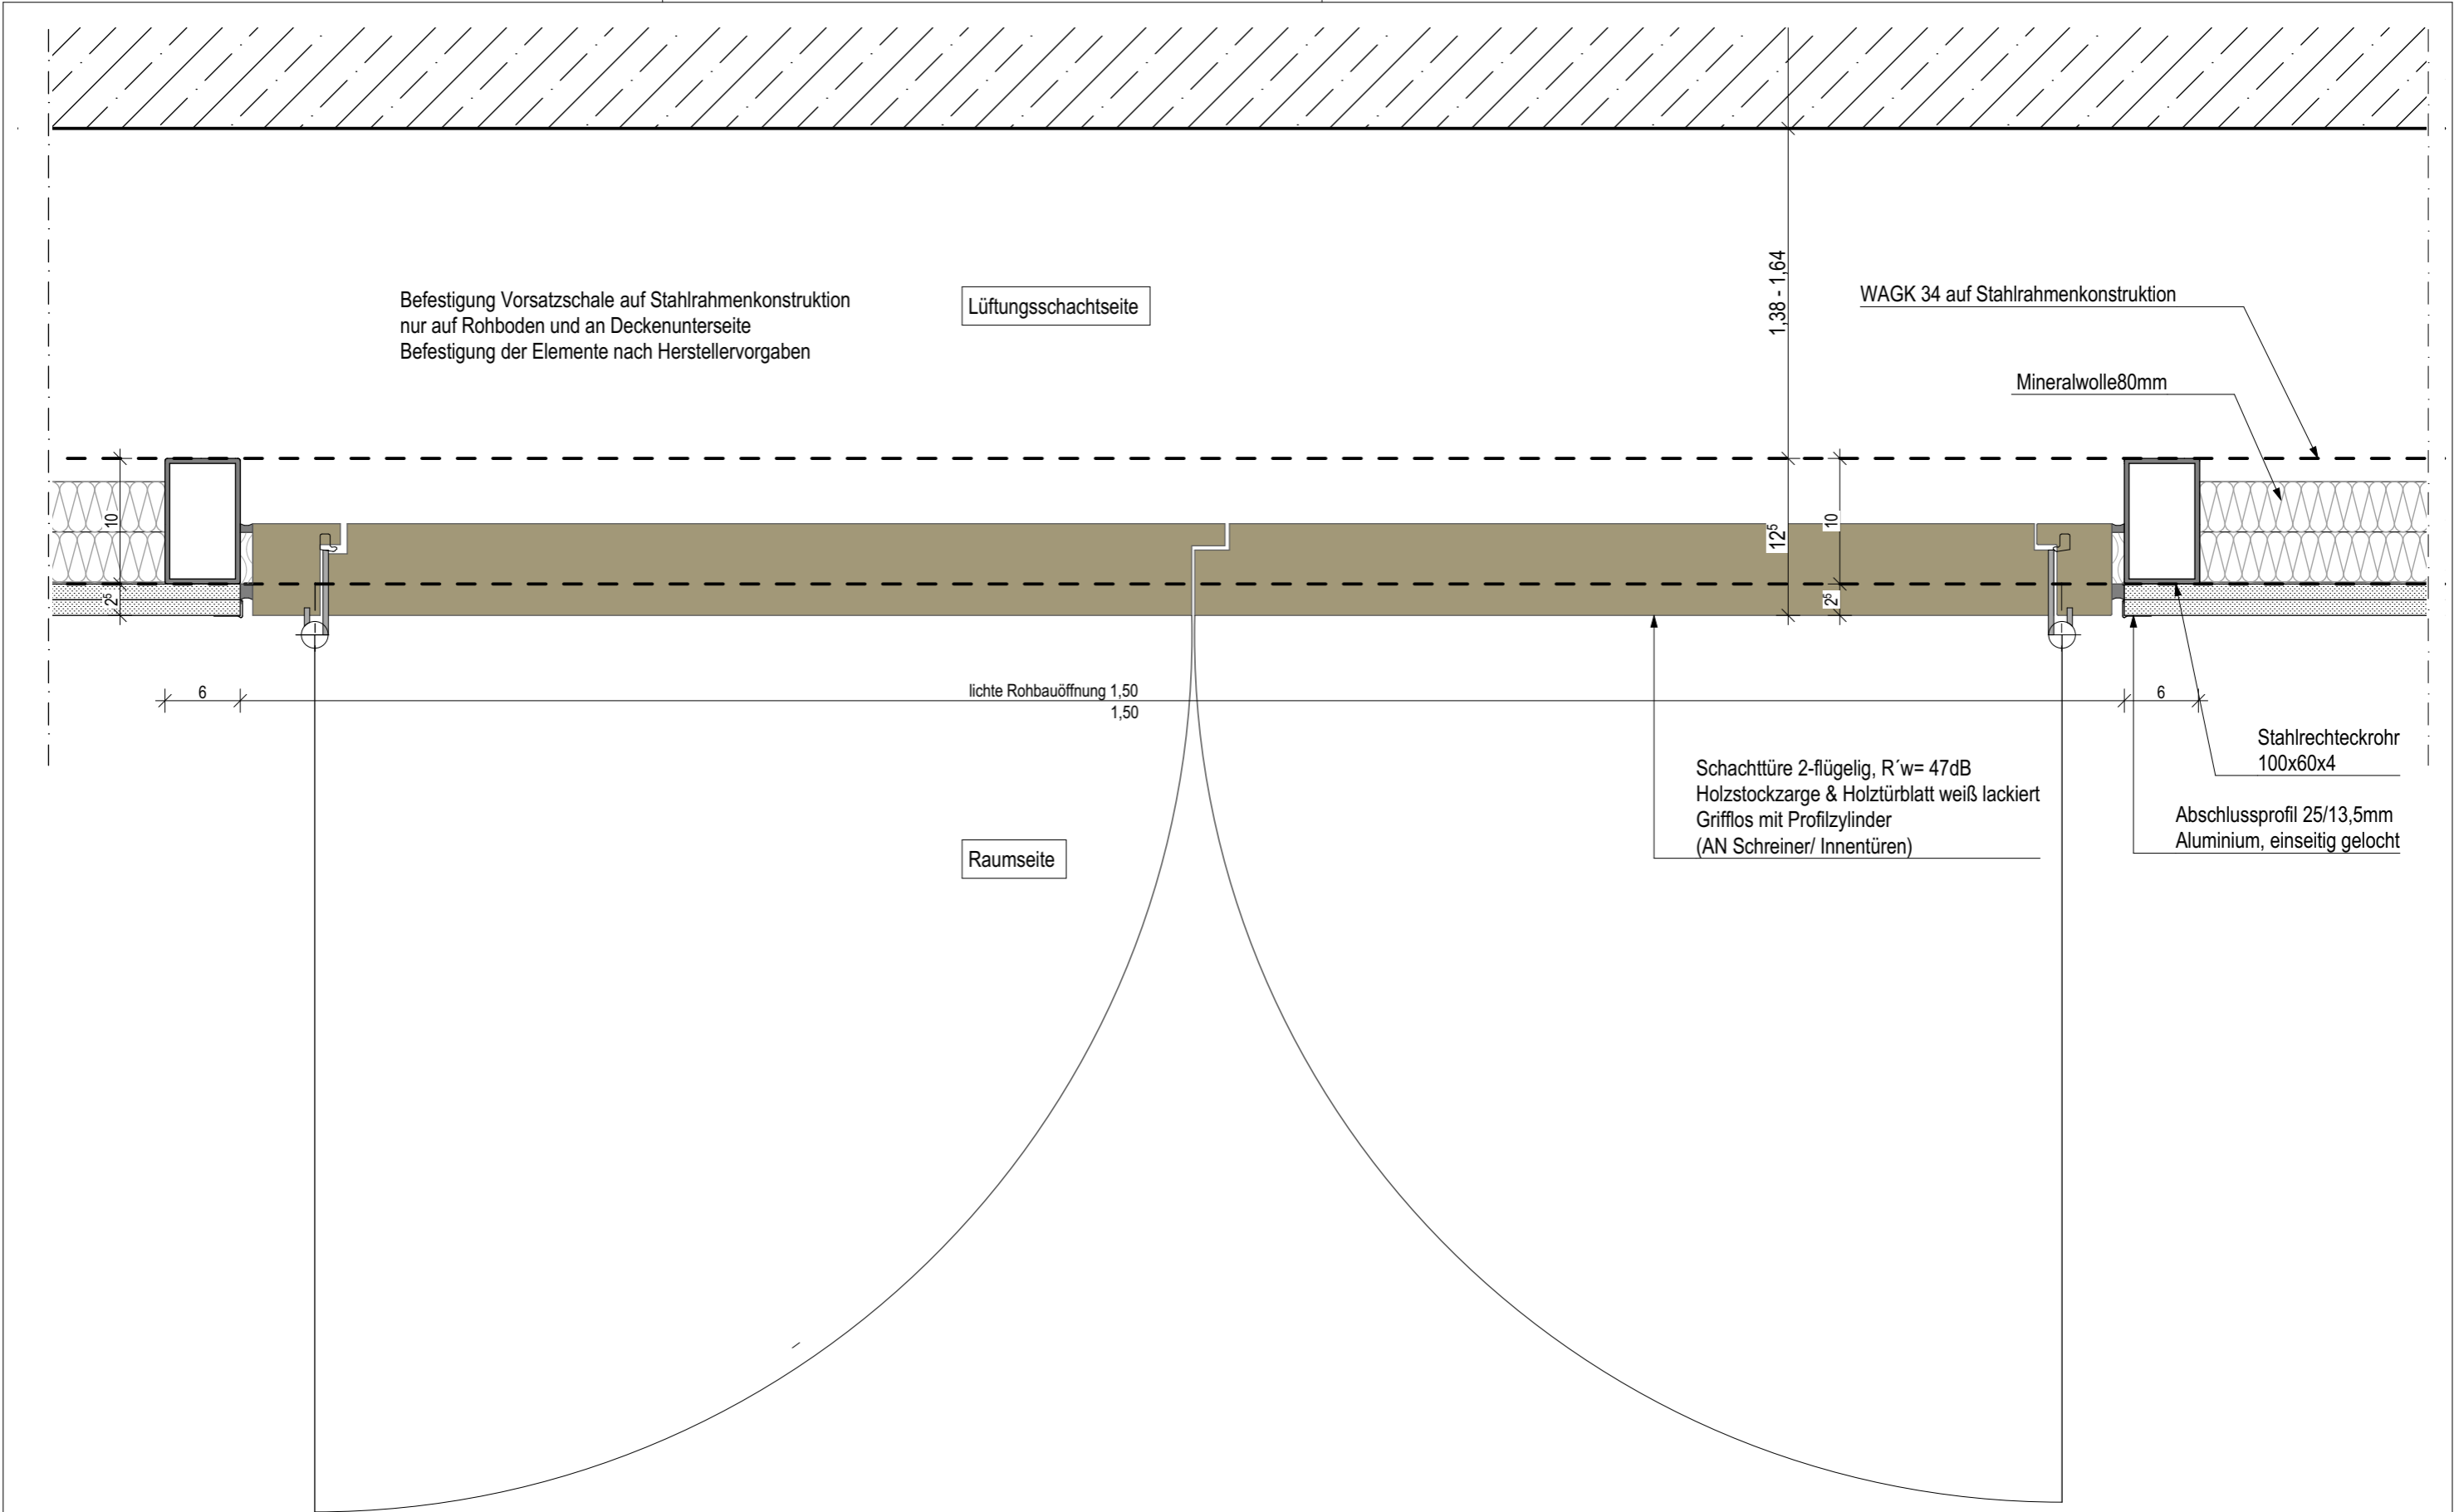 Befestigung Vorsatzschale auf Stahlrahmenkonstruktion
nur auf Rohboden und an Deckenunterseite
Befestigung der Elemente nach Herstellervorgaben
Lüftungsschachtseite
1,38 - 1,64
WAGK 34 auf Stahlrahmenkonstruktion
Mineralwolle80mm
10
2⁵
12⁵
10
2⁵
6
lichte Rohbauöffnung 1,50
1,50
6
Stahlrechteckrohr
100x60x4
Schachttüre 2-flügelig, R´w= 47dB
Holzstockzarge & Holztürblatt weiß lackiert
Grifflos mit Profilzylinder
(AN Schreiner/ Innentüren)
Abschlussprofil 25/13,5mm
Aluminium, einseitig gelocht
Raumseite